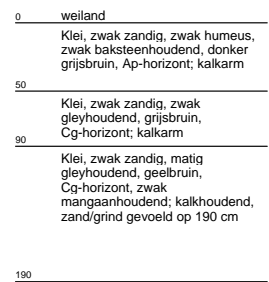 0 weiland
Klei, zwak zandig, zwak humeus,
zwak baksteenhoudend, donker
grijsbruin, Ap-horizont; kalkarm
50
Klei, zwak zandig, zwak
gleyhoudend, grijsbruin,
Cg-horizont; kalkarm
90
Klei, zwak zandig, matig
gleyhoudend, geelbruin,
Cg-horizont, zwak
mangaanhoudend; kalkhoudend,
zand/grind gevoeld op 190 cm
190